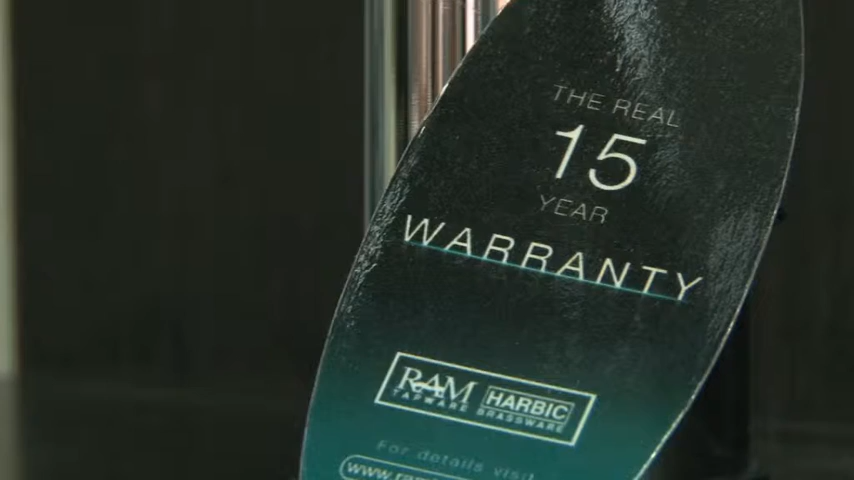 THE REAL
15
YEAR
WARRANTY
RAM HARBIC
TAPWARE BRASSWARE
For details visit